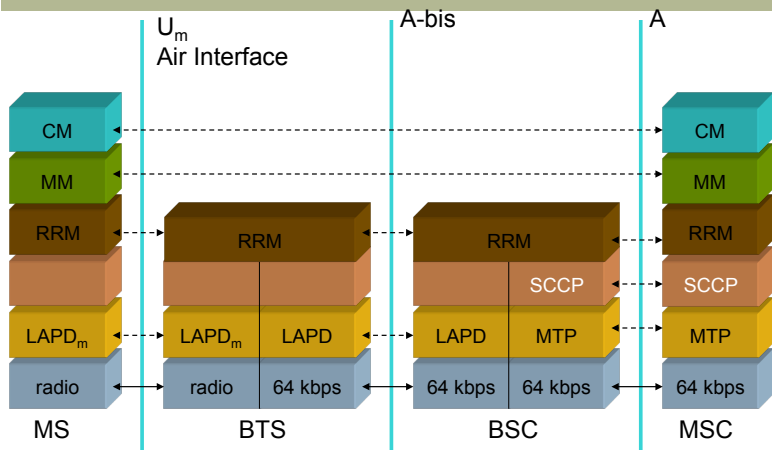 Uₘ A-bis A
Air Interface
CM CM
MM MM
RRM RRM RRM RRM
SCCP SCCP
LAPDₘ LAPDₘ LAPD LAPD MTP MTP
radio radio 64 kbps 64 kbps 64 kbps 64 kbps
MS BTS BSC MSC